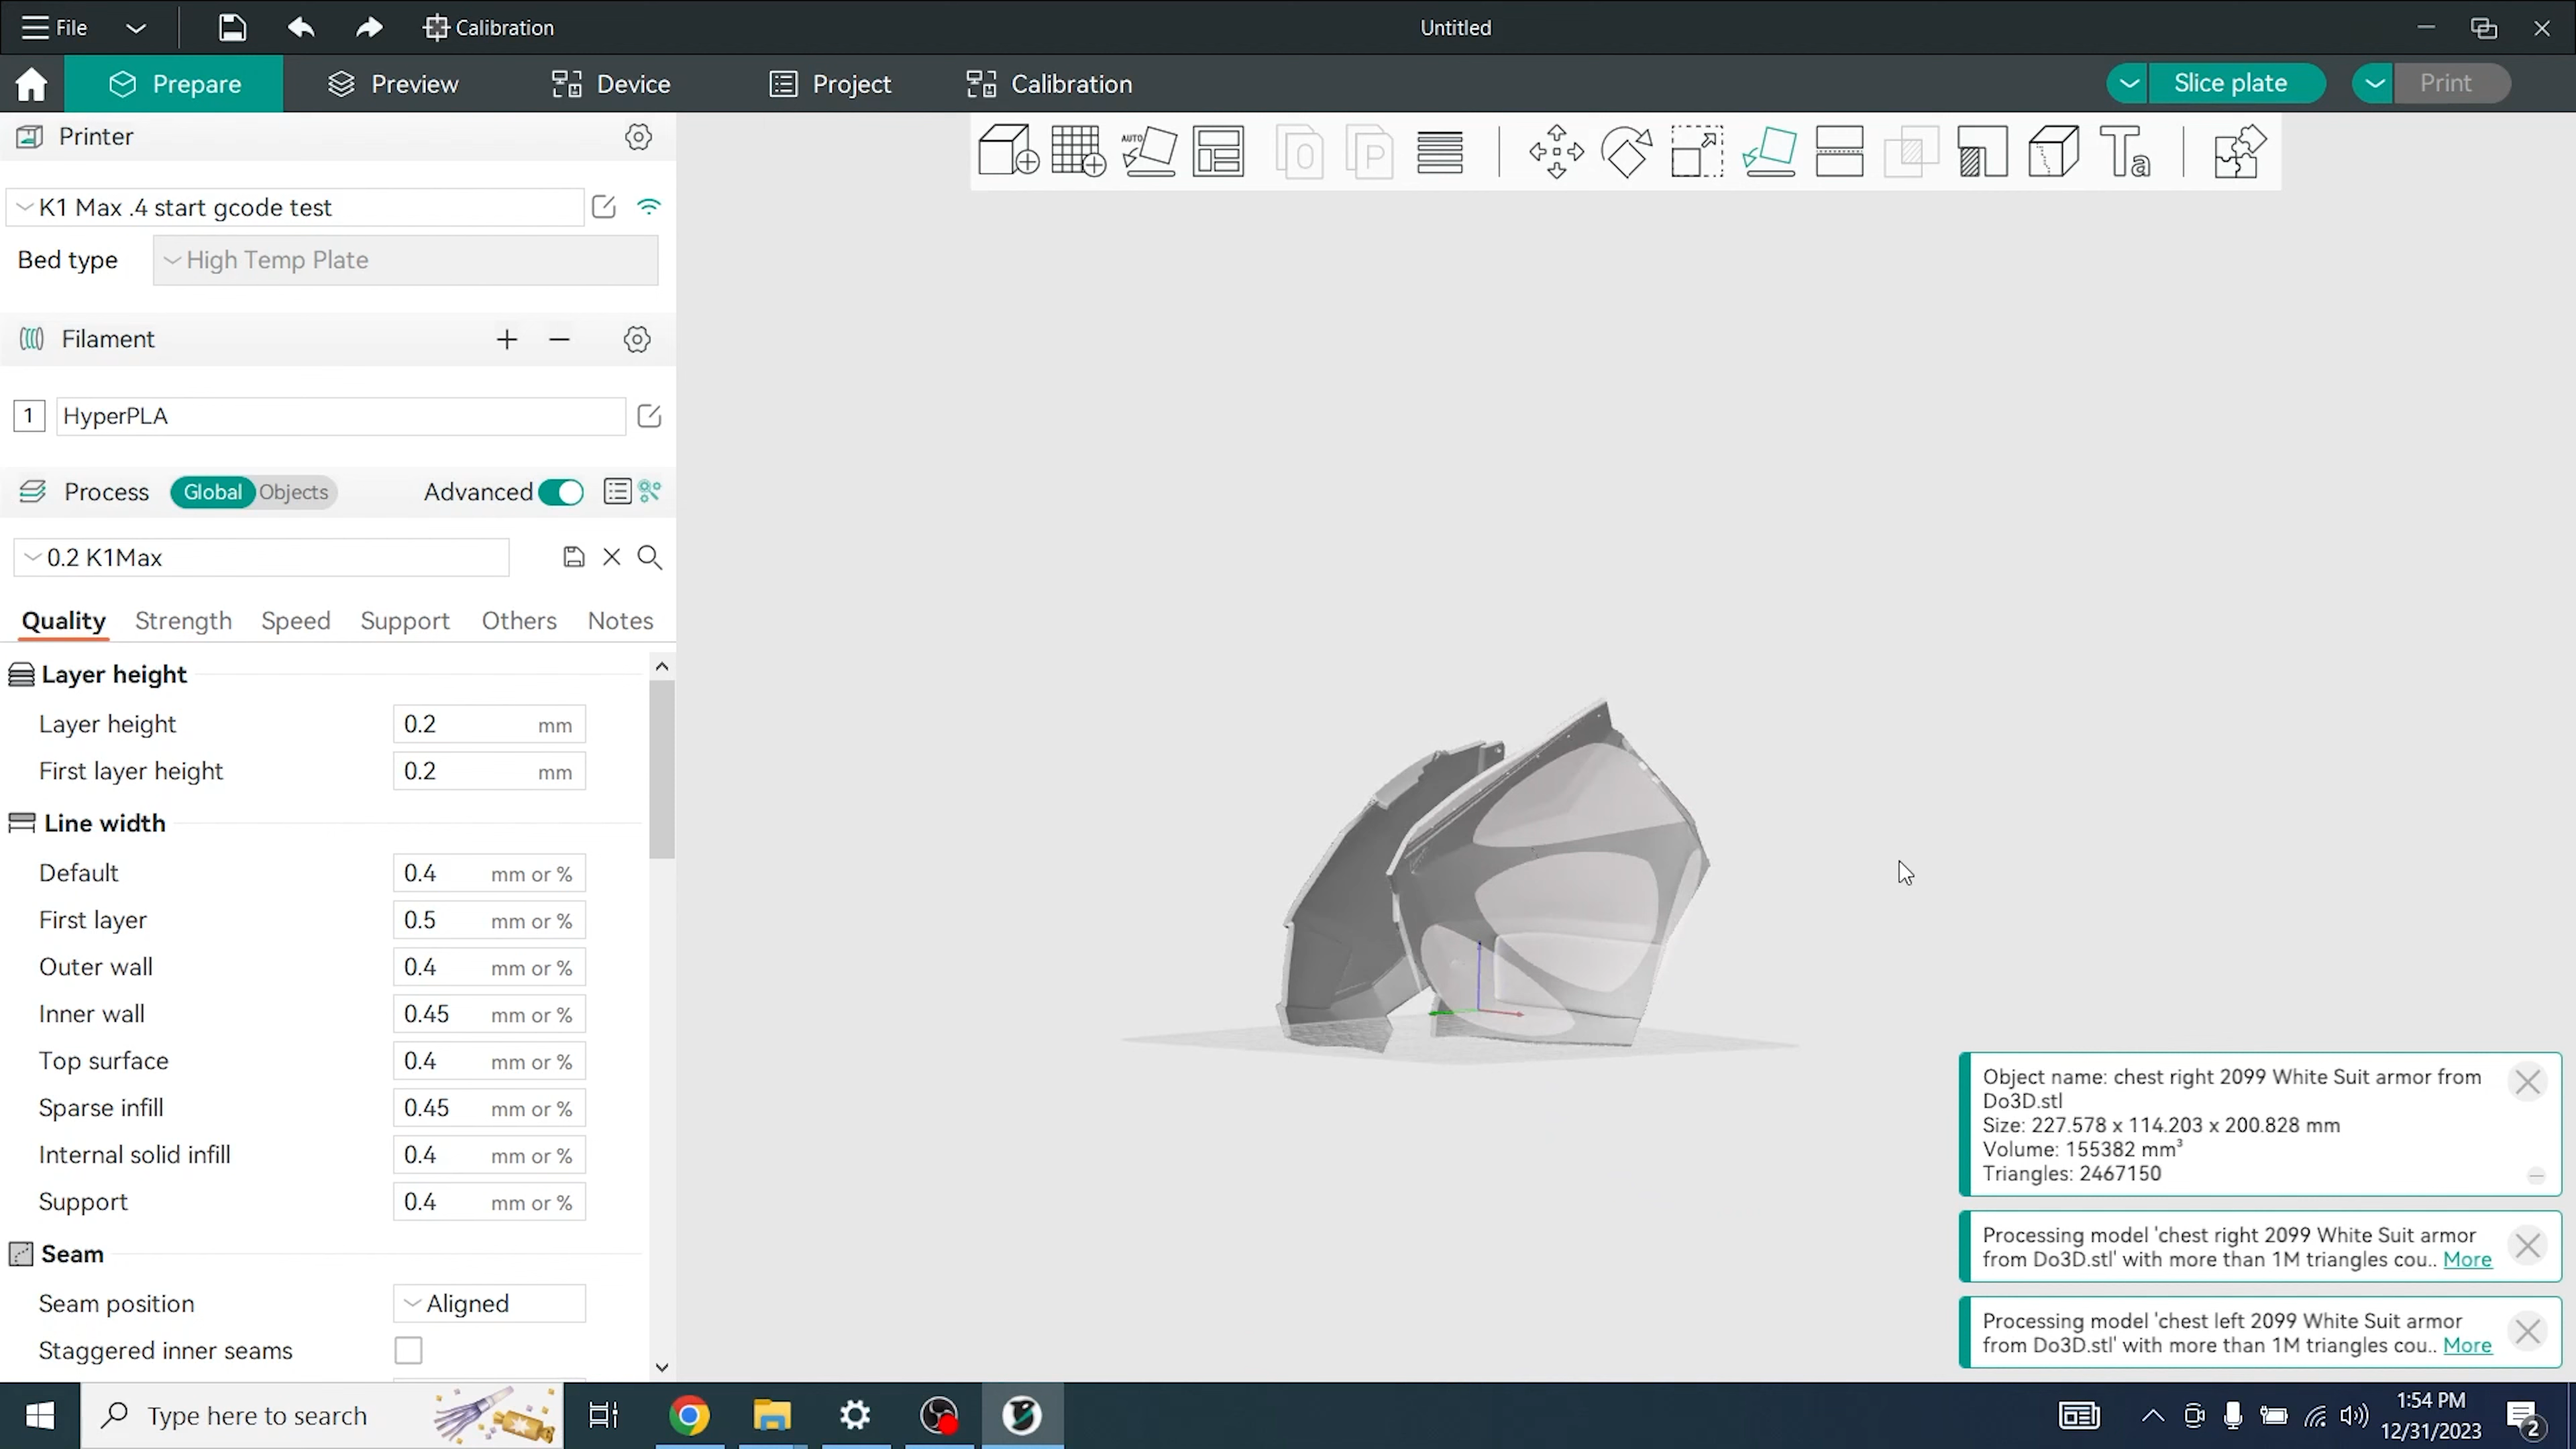 File Calibration Untitled
Prepare Preview Device Project Calibration Slice plate Print
Printer
AUTO
K1 Max .4 start gcode test
Bed type High Temp Plate
Filament
1 HyperPLA
Process Global Objects Advanced
0.2 K1Max
Quality Strength Speed Support Others Notes
Layer height
Layer height 0.2 mm
First layer height 0.2 mm
Line width
Default 0.4 mm or %
First layer 0.5 mm or %
Outer wall 0.4 mm or %
Inner wall 0.45 mm or %
Top surface 0.4 mm or %
Sparse infill 0.45 mm or %
Internal solid infill 0.4 mm or %
Support 0.4 mm or %
Seam
Seam position Aligned
Staggered inner seams
Object name: chest right 2099 White Suit armor from
Do3D.stl
Size: 227.578 x 114.203 x 200.828 mm
Volume: 155382 mm³
Triangles: 2467150
Processing model 'chest right 2099 White Suit armor
from Do3D.stl' with more than 1M triangles cou.. More
Processing model 'chest left 2099 White Suit armor
from Do3D.stl' with more than 1M triangles cou.. More
Type here to search
1:54 PM
12/31/2023
2